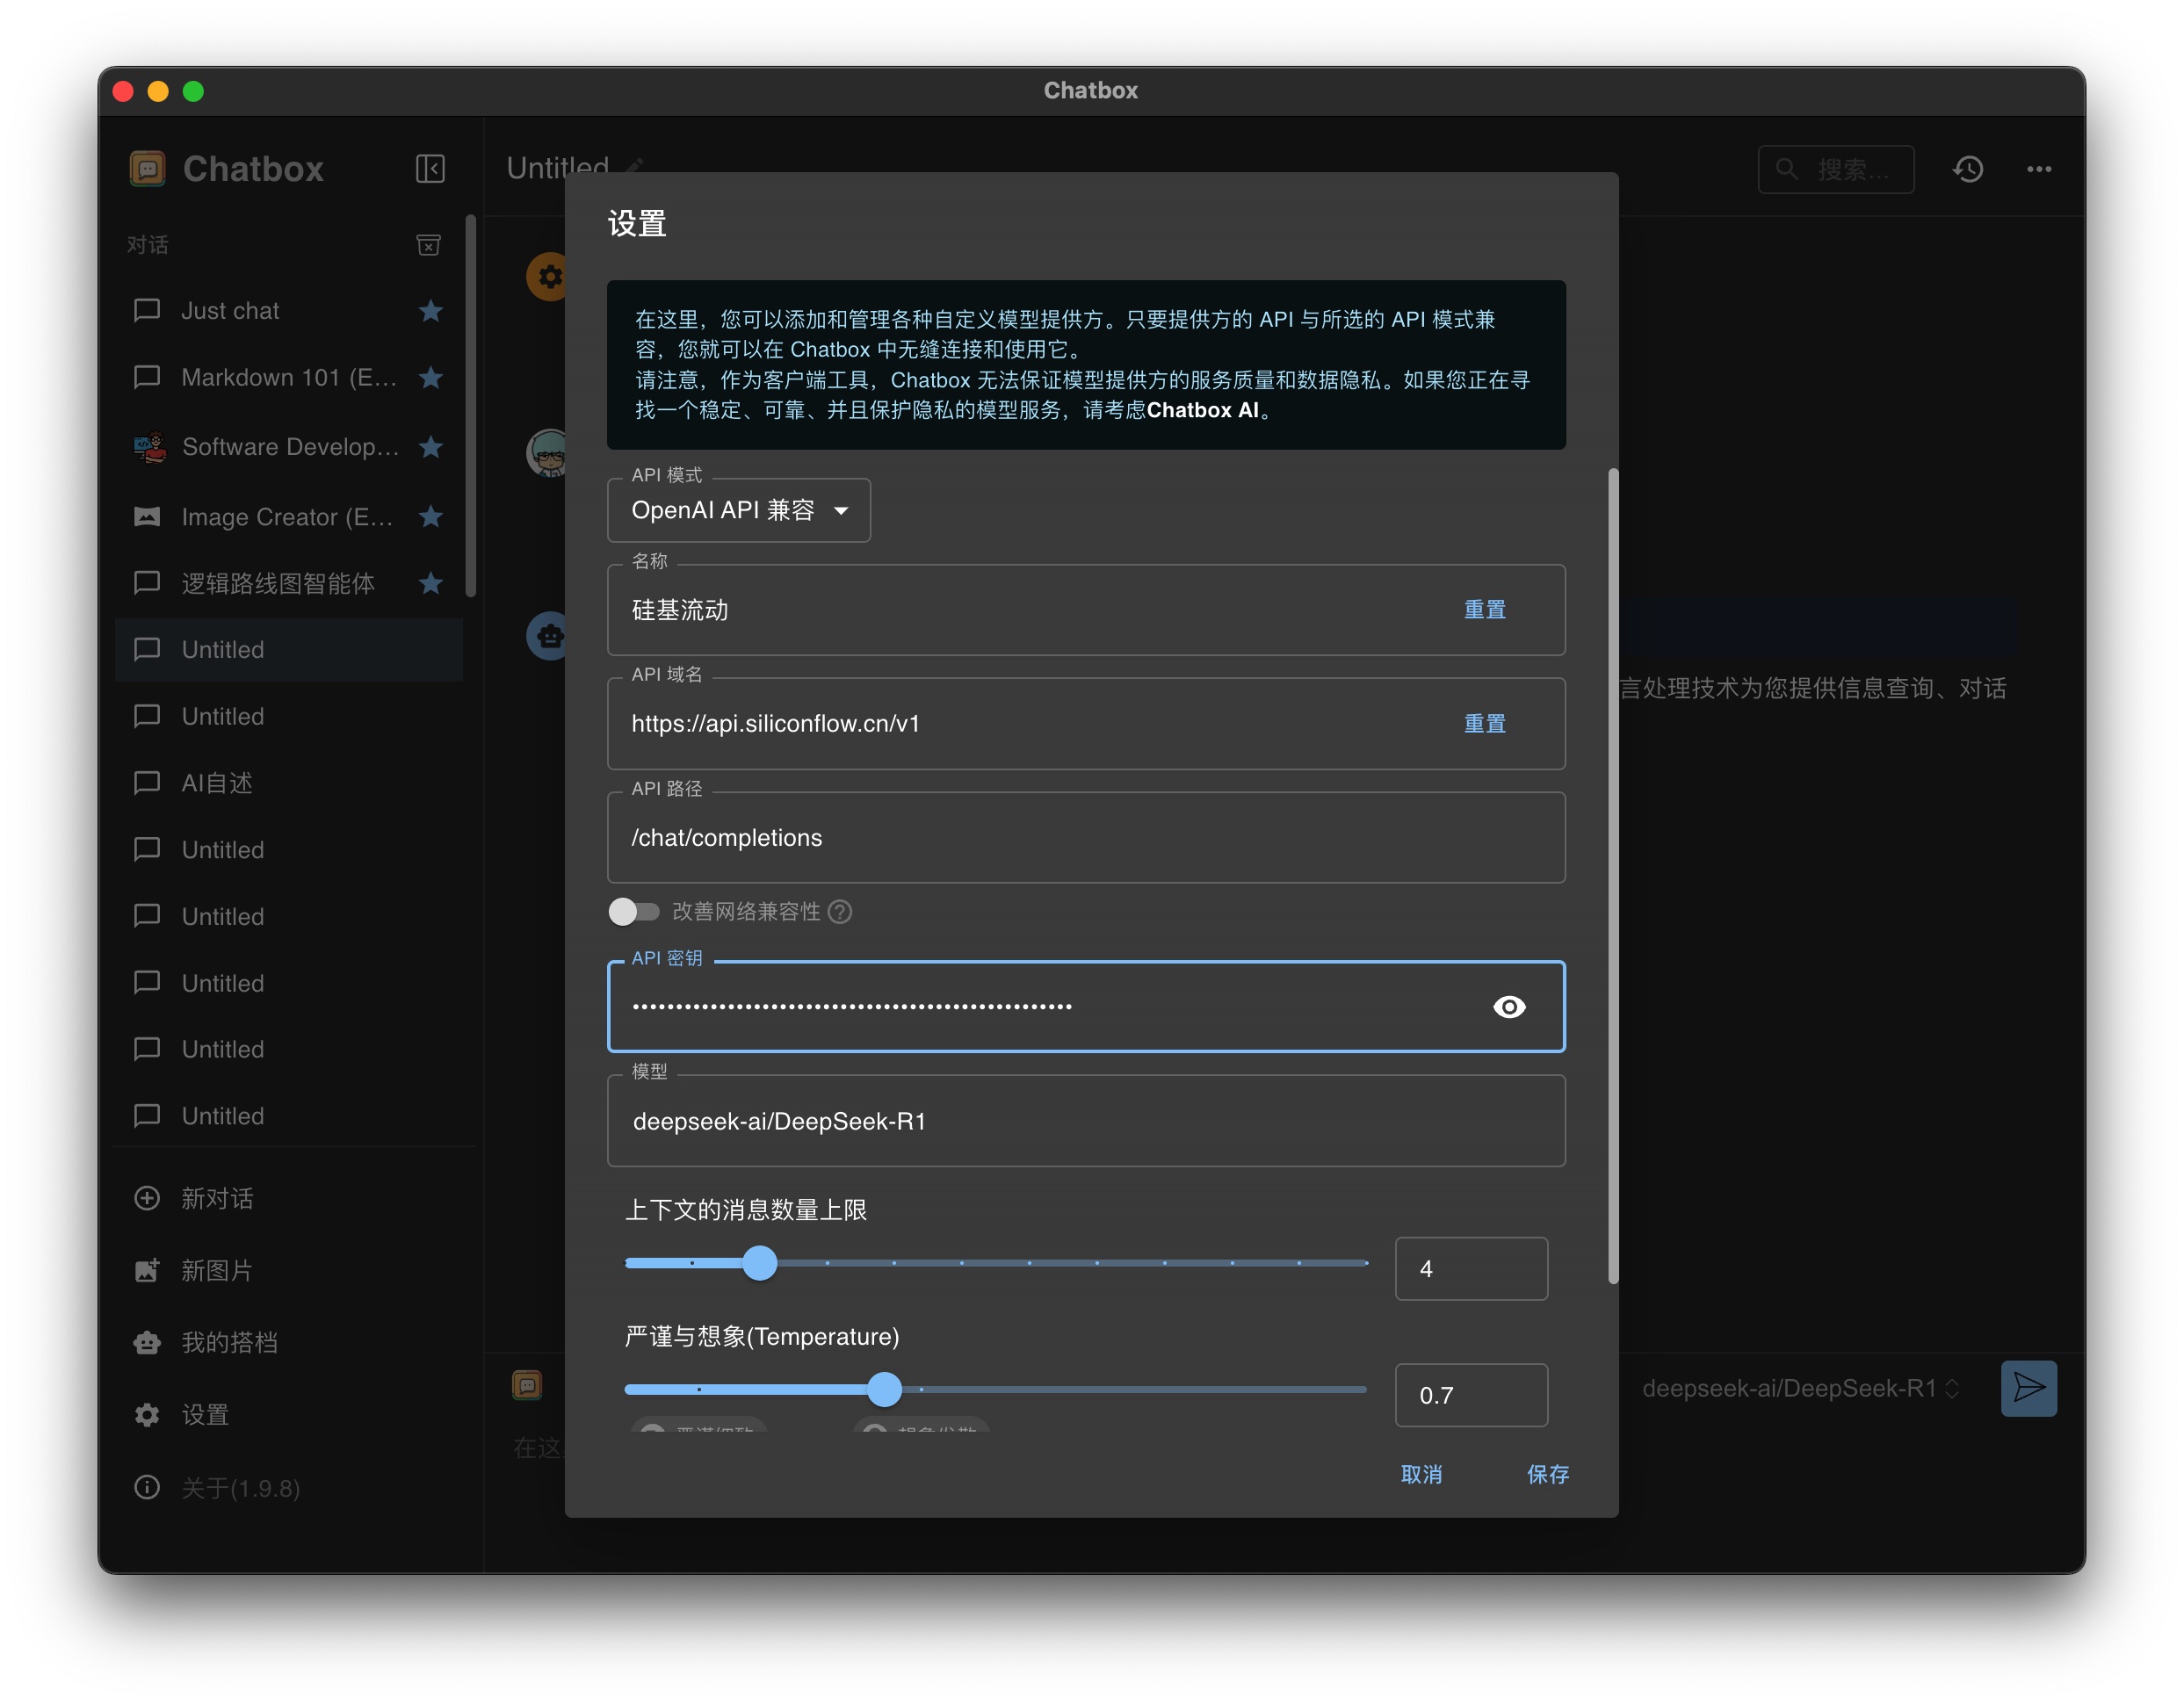 Chatbox
Chatbox
对话
Just chat
Markdown 101 (E...
Software Develop...
Image Creator (E...
逻辑路线图智能体
Untitled
Untitled
AI自述
Untitled
Untitled
Untitled
Untitled
Untitled
新对话
新图片
我的搭档
设置
关于(1.9.8)
Untitled
搜索...
设置
在这里，您可以添加和管理各种自定义模型提供方。只要提供方的 API 与所选的 API 模式兼
容，您就可以在 Chatbox 中无缝连接和使用它。
请注意，作为客户端工具，Chatbox 无法保证模型提供方的服务质量和数据隐私。如果您正在寻
找一个稳定、可靠、并且保护隐私的模型服务，请考虑Chatbox AI。
API 模式
OpenAI API 兼容
名称
硅基流动
重置
API 域名
https://api.siliconflow.cn/v1
重置
API 路径
/chat/completions
改善网络兼容性
API 密钥
模型
deepseek-ai/DeepSeek-R1
上下文的消息数量上限
4
严谨与想象(Temperature)
0.7
取消
保存
言处理技术为您提供信息查询、对话
deepseek-ai/DeepSeek-R1
在这